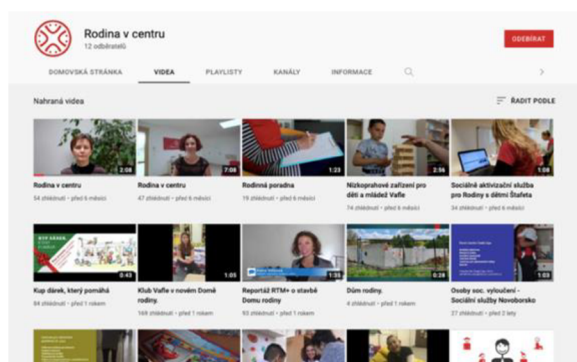 Rodina v centru
12 odběratelů
ODEBÍRAT
DOMOVSKÁ STRÁNKA VIDEA PLAYLISTY KANÁLY INFORMACE
Nahraná videa
ŘADIT PODLE
2:08 7:08 1:23 2:56 1:08
Rodina v centru
54 zhlédnutí • před 6 měsíci
Rodina v centru
47 zhlédnutí • před 6 měsíci
Rodinná poradna
19 zhlédnutí • před 6 měsíci
Nízkoprahové zařízení pro
děti a mládež Vafle
74 zhlédnutí • před 6 měsíci
Sociálně aktivizační služba
pro Rodiny s dětmi Štafeta
34 zhlédnutí • před 6 měsíci
KUP DÁREK,
0:43 1:05 1:35 0:28 1:03
Kup dárek, který pomáhá
84 zhlédnutí • před 1 rokem
Klub Vafle v novém Domě
rodiny.
169 zhlédnutí • před 1 rokem
Reportáž RTM+ o stavbě
Domu rodiny
93 zhlédnutí • před 1 rokem
Dům rodiny.
4 zhlédnutí • před 1 rokem
Osoby soc. vyloučení -
Sociální služby Novoborsko
27 zhlédnutí • před 2 lety